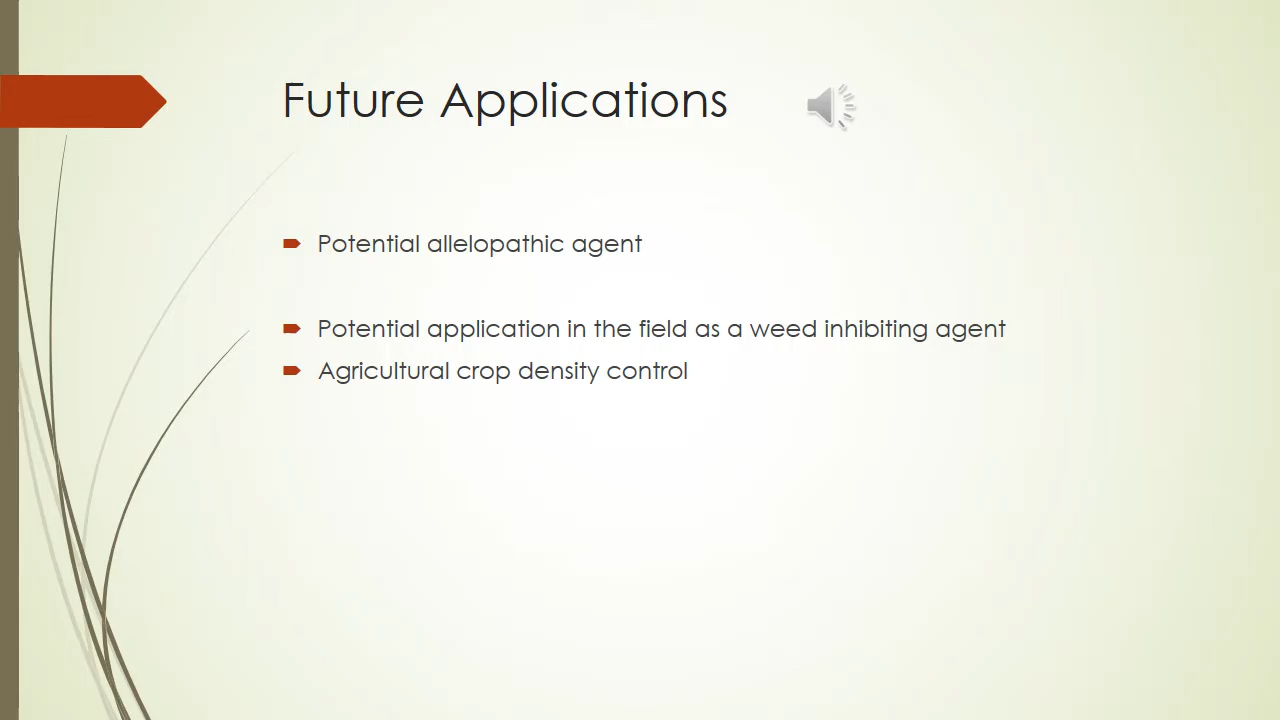 Future Applications
Potential allelopathic agent
Potential application in the field as a weed inhibiting agent
Agricultural crop density control